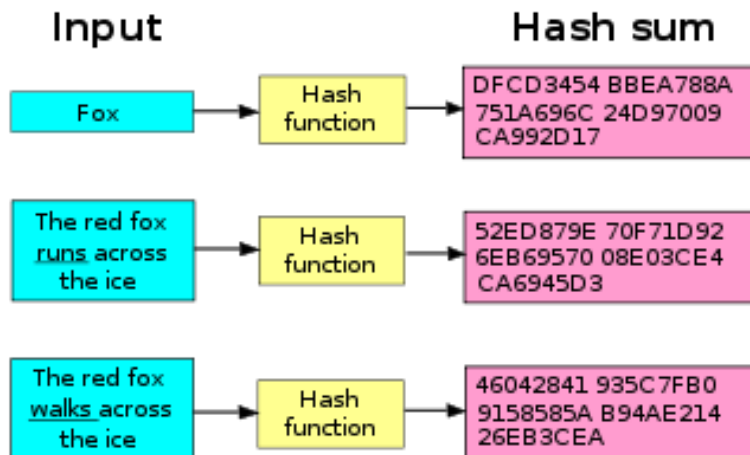 Input
Hash sum
Fox
Hash
function
DFCD3454 BBEA788A
751A696C 24D97009
CA992D17
The red fox
runs across
the ice
Hash
function
52ED879E 70F71D92
6EB69570 08E03CE4
CA6945D3
The red fox
walks across
the ice
Hash
function
46042841 935C7FB0
9158585A B94AE214
26EB3CEA